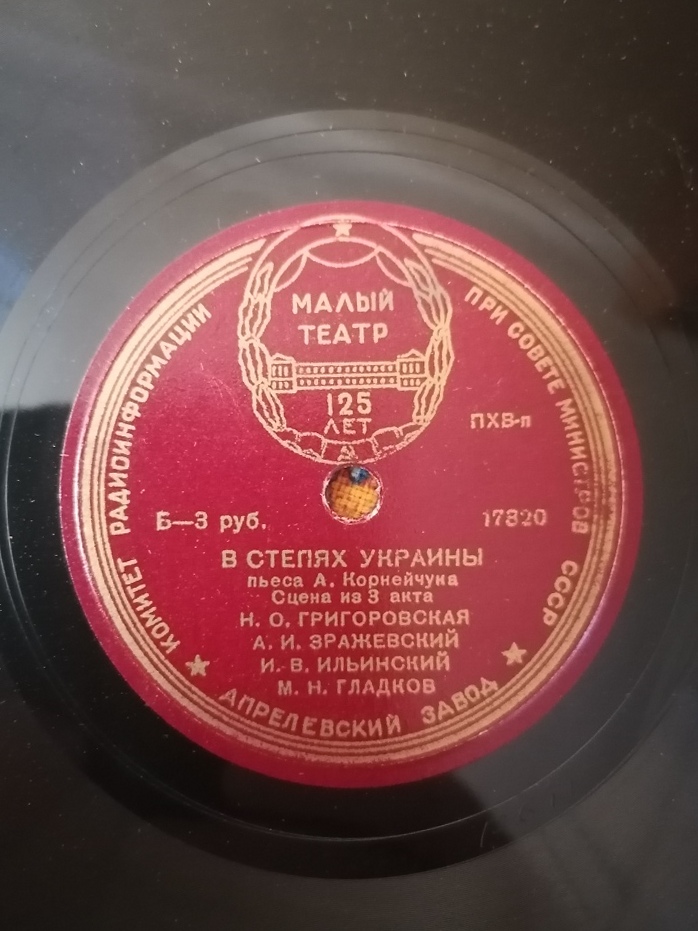 КОМИТЕТ РАДИОИНФОРМАЦИИ ПРИ СОВЕТЕ МИНИСТРОВ СССР
МАЛЫЙ
ТЕАТР
125
ЛЕТ
ПХВ-п
Б—3 руб.
17820
В СТЕПЯХ УКРАИНЫ
пьеса А. Корнейчука
Сцена из 3 акта
Н. О. ГРИГОРОВСКАЯ
А. И. ЗРАЖЕВСКИЙ
И. В. ИЛЬИНСКИЙ
М. Н. ГЛАДКОВ
АПРЕЛЕВСКИЙ ЗАВОД